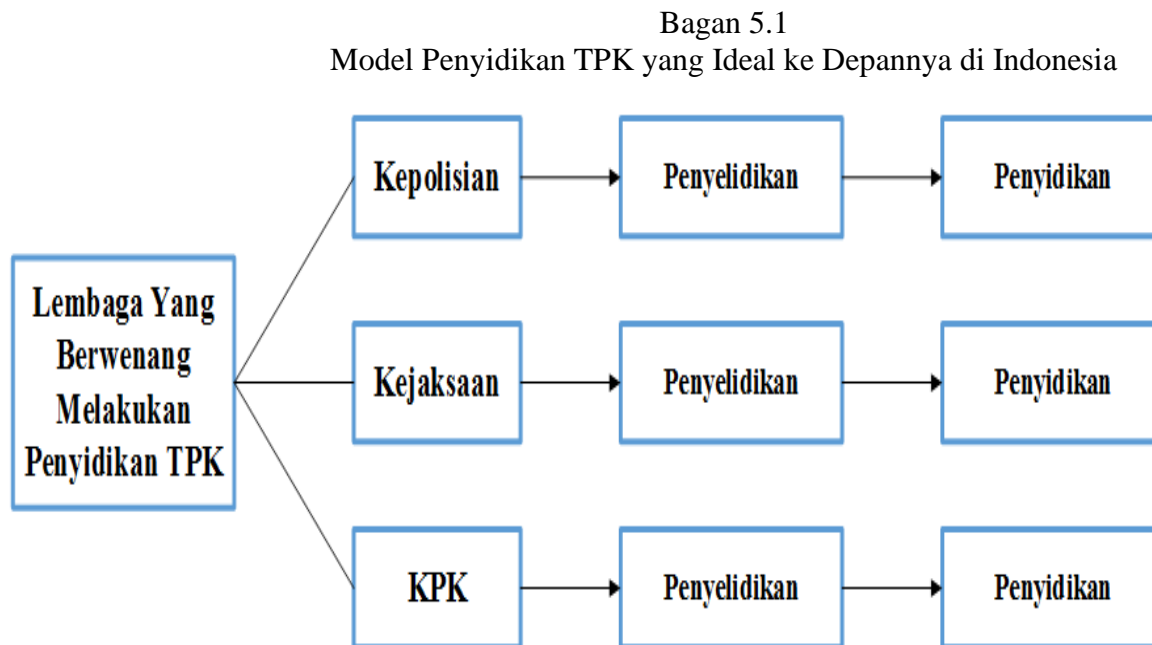 Bagan 5.1
Model Penyidikan TPK yang Ideal ke Depannya di Indonesia
Lembaga Yang
Berwenang
Melakukan
Penyidikan TPK
Kepolisian
Penyelidikan
Penyidikan
Kejaksaan
Penyelidikan
Penyidikan
KPK
Penyelidikan
Penyidikan